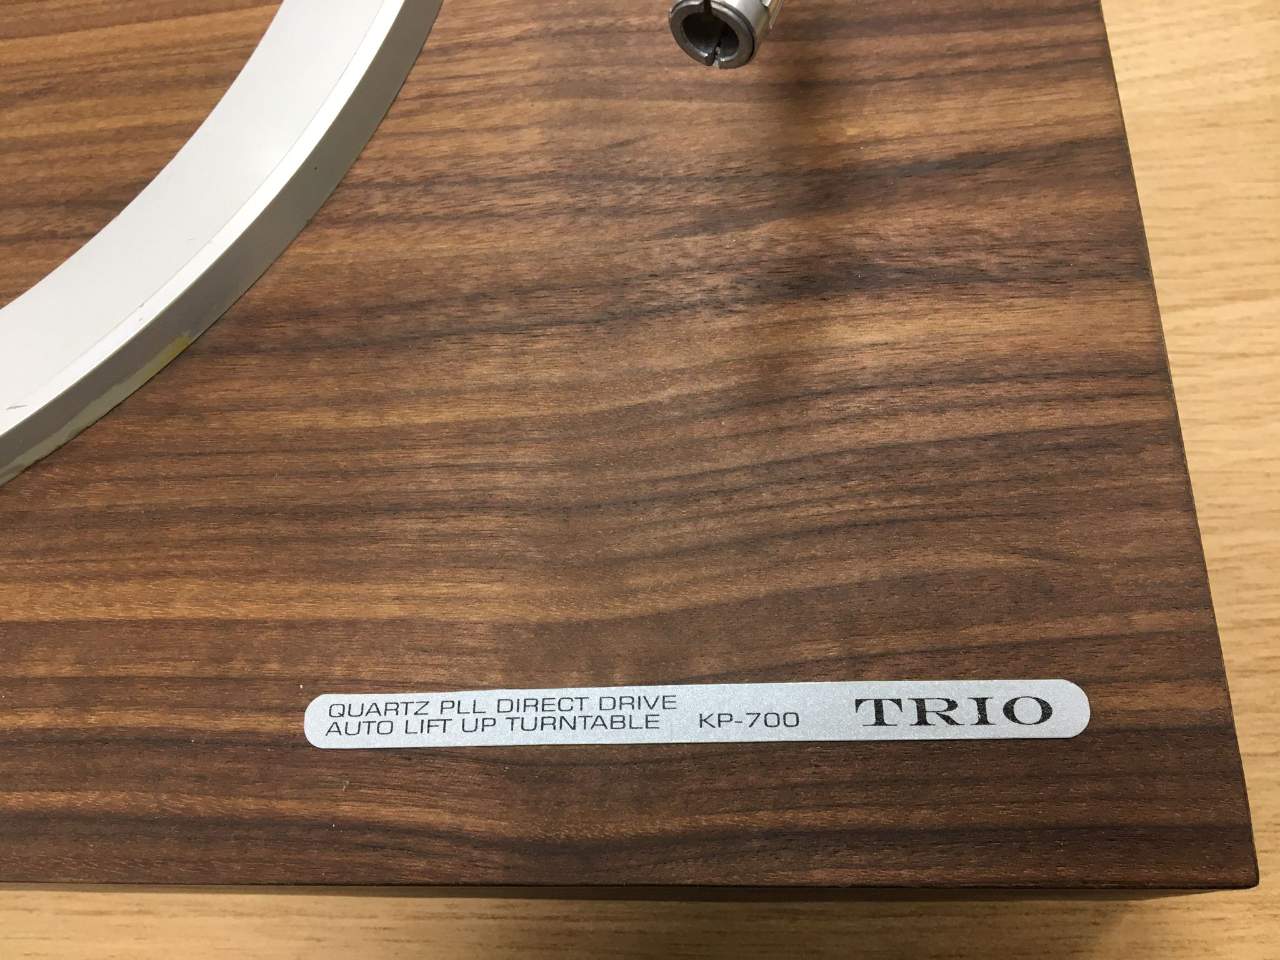 QUARTZ PLL DIRECT DRIVE
AUTO LIFT UP TURNTABLE KP-700 TRIO